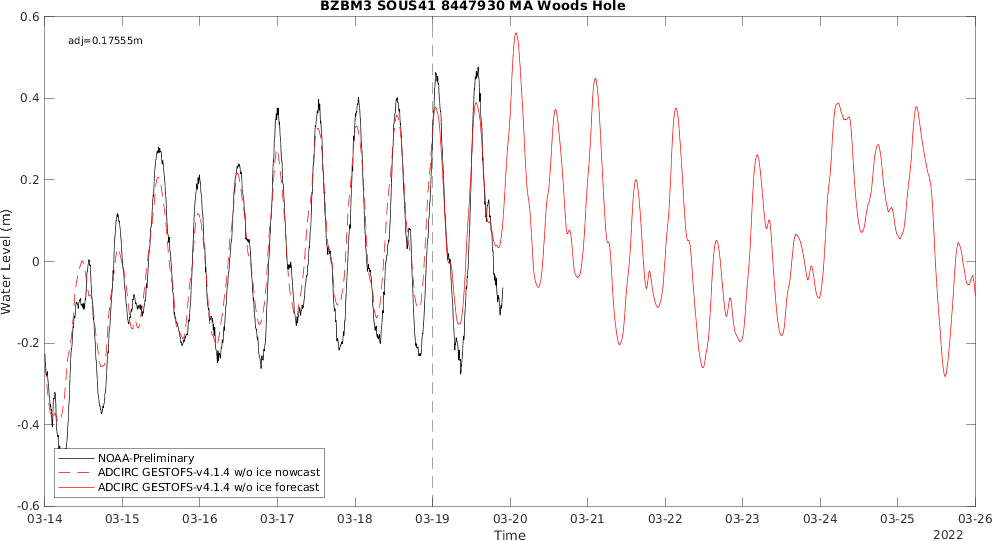 BZBM3 SOUS41 8447930 MA Woods Hole
adj=0.17555m
Water Level (m)
0.6
0.4
0.2
0
-0.2
-0.4
-0.6
NOAA-Preliminary
ADCIRC GESTOFS-v4.1.4 w/o ice nowcast
ADCIRC GESTOFS-v4.1.4 w/o ice forecast
03-14 03-15 03-16 03-17 03-18 03-19 03-20 03-21 03-22 03-23 03-24 03-25 03-26
Time
2022